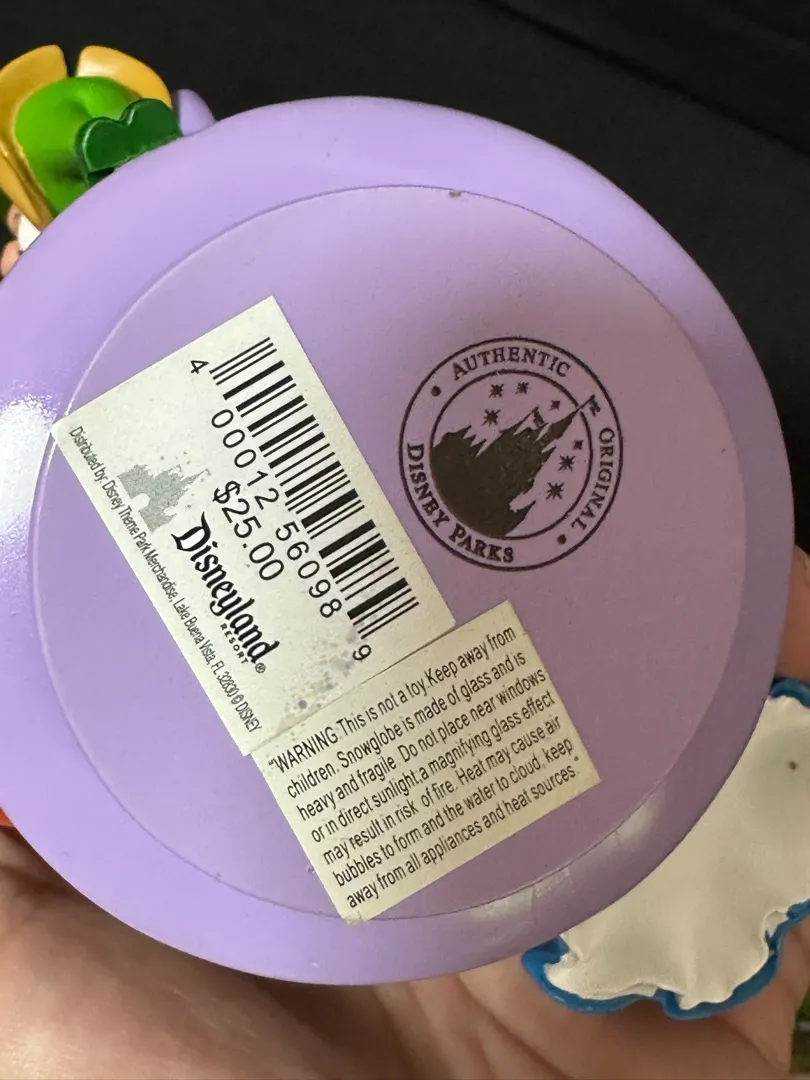 4 00012 56098 9
$25.00
Disneyland
RESORT®
Distributed by: Disney Theme Park Merchandise, Lake Buena Vista, FL 32830 © DISNEY
AUTHENTIC
ORIGINAL
DISNEY PARKS
"WARNING:This is not a toy.Keep away from
children. Snowglobe is made of glass and is
heavy and fragile. Do not place near windows
or in direct sunlight:a magnifying glass effect
may result in risk of fire. Heat may cause air
bubbles to form and the water to cloud. keep
away from all appliances and heat sources."